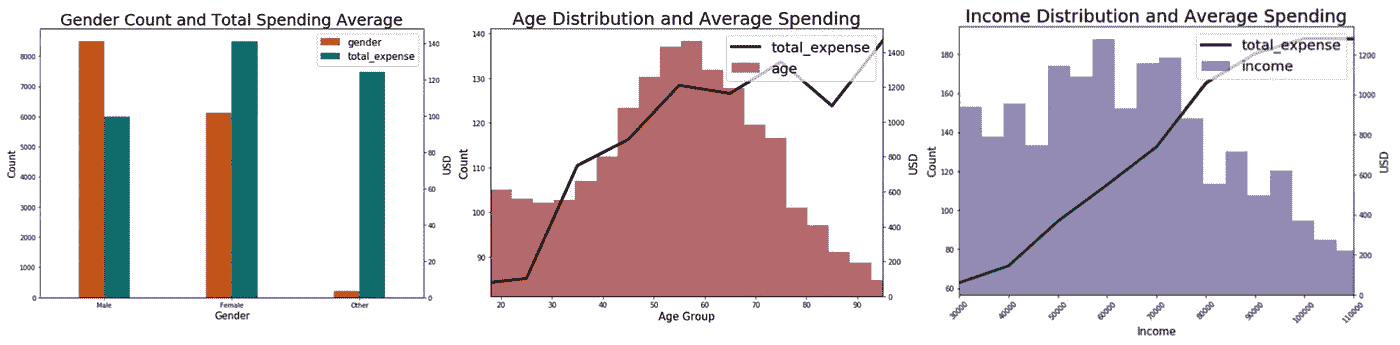 Gender Count and Total Spending Average
gender
total_expense
8000
7000
6000
5000
4000
3000
2000
1000
0
Count
140
120
100
80
60
40
20
0
USD
Male
Female
Other
Gender
Age Distribution and Average Spending
total_expense
age
140
130
120
110
100
90
Count
1400
1200
1000
800
600
400
200
0
USD
20
30
40
50
60
70
80
90
Age Group
Income Distribution and Average Spending
total_expense
income
180
160
140
120
100
80
60
Count
1200
1000
800
600
400
200
0
USD
30000
40000
50000
60000
70000
80000
90000
100000
110000
Income